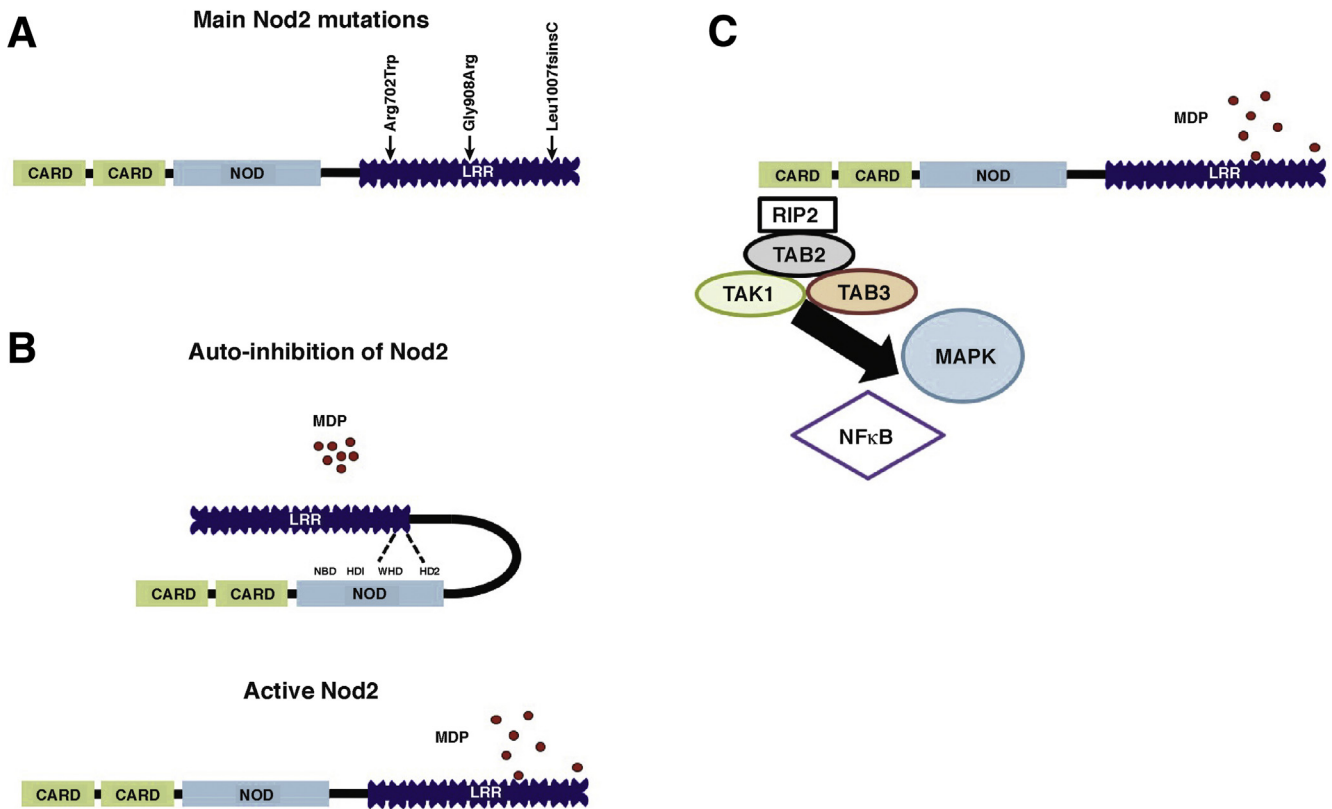 A
Main Nod2 mutations
Arg702Trp
Gly908Arg
Leu1007fsinsC
CARD CARD NOD LRR
B
Auto-inhibition of Nod2
MDP
LRR
NBD HDI WHD HD2
CARD CARD NOD
Active Nod2
MDP
CARD CARD NOD LRR
C
MDP
CARD CARD NOD LRR
RIP2
TAB2
TAK1 TAB3
MAPK
NFκB